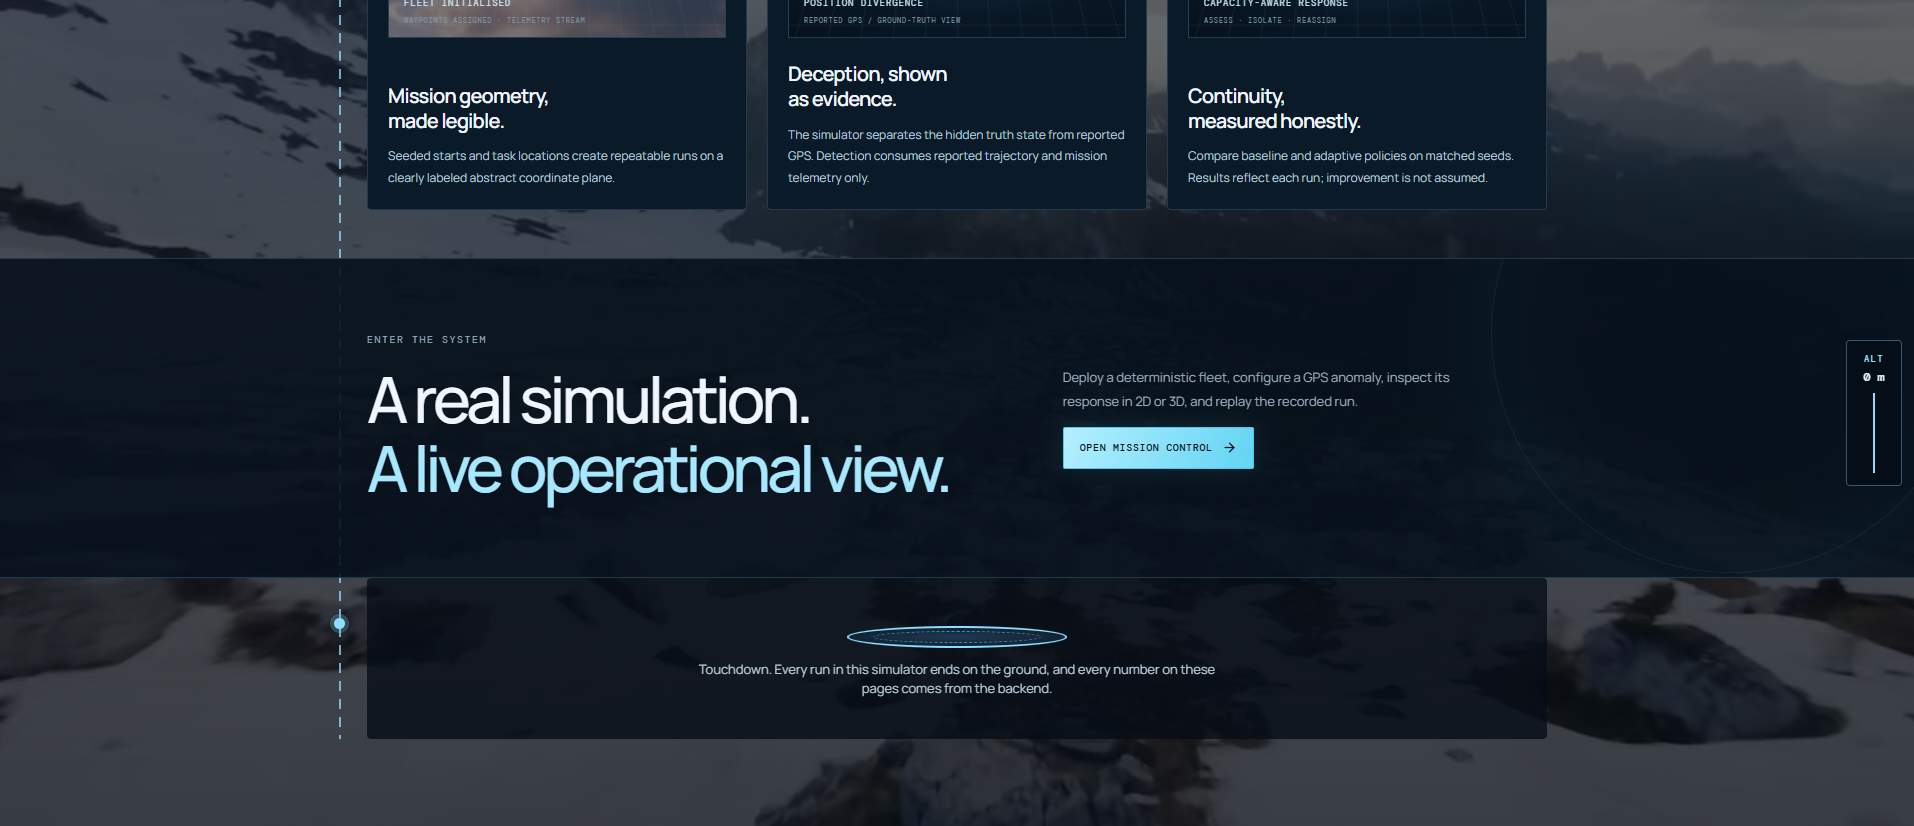 FLEET INITIALISED
WAYPOINTS ASSIGNED · TELEMETRY STREAM
Mission geometry,
made legible.
Seeded starts and task locations create repeatable runs on a
clearly labeled abstract coordinate plane.
POSITION DIVERGENCE
REPORTED GPS / GROUND-TRUTH VIEW
Deception, shown
as evidence.
The simulator separates the hidden truth state from reported
GPS. Detection consumes reported trajectory and mission
telemetry only.
CAPACITY-AWARE RESPONSE
ASSESS · ISOLATE · REASSIGN
Continuity,
measured honestly.
Compare baseline and adaptive policies on matched seeds.
Results reflect each run; improvement is not assumed.
ENTER THE SYSTEM
A real simulation.
A live operational view.
Deploy a deterministic fleet, configure a GPS anomaly, inspect its
response in 2D or 3D, and replay the recorded run.
OPEN MISSION CONTROL →
ALT
0 m
Touchdown. Every run in this simulator ends on the ground, and every number on these
pages comes from the backend.